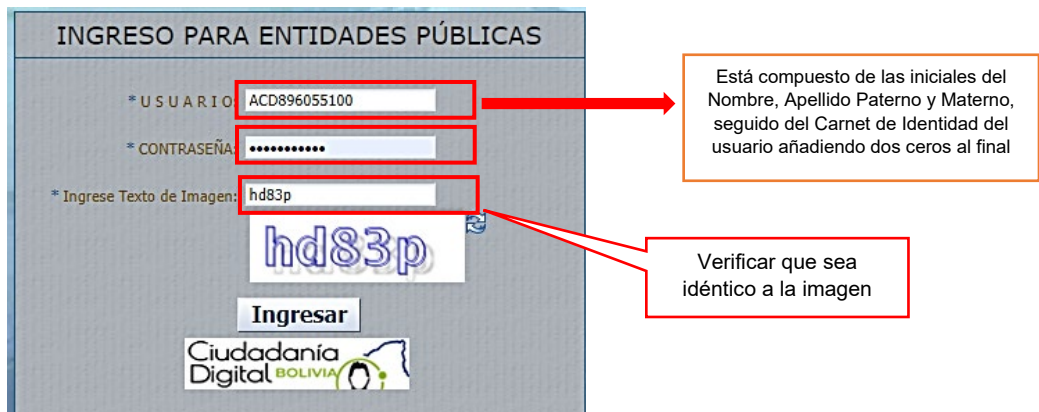 INGRESO PARA ENTIDADES PÚBLICAS
* U S U A R I O: ACD896055100
Está compuesto de las iniciales del
Nombre, Apellido Paterno y Materno,
seguido del Carnet de Identidad del
usuario añadiendo dos ceros al final
* CONTRASEÑA: •••••••••••
* Ingrese Texto de Imagen: hd83p
hd83p
Verificar que sea
idéntico a la imagen
Ingresar
Ciudadanía
Digital BOLIVIA